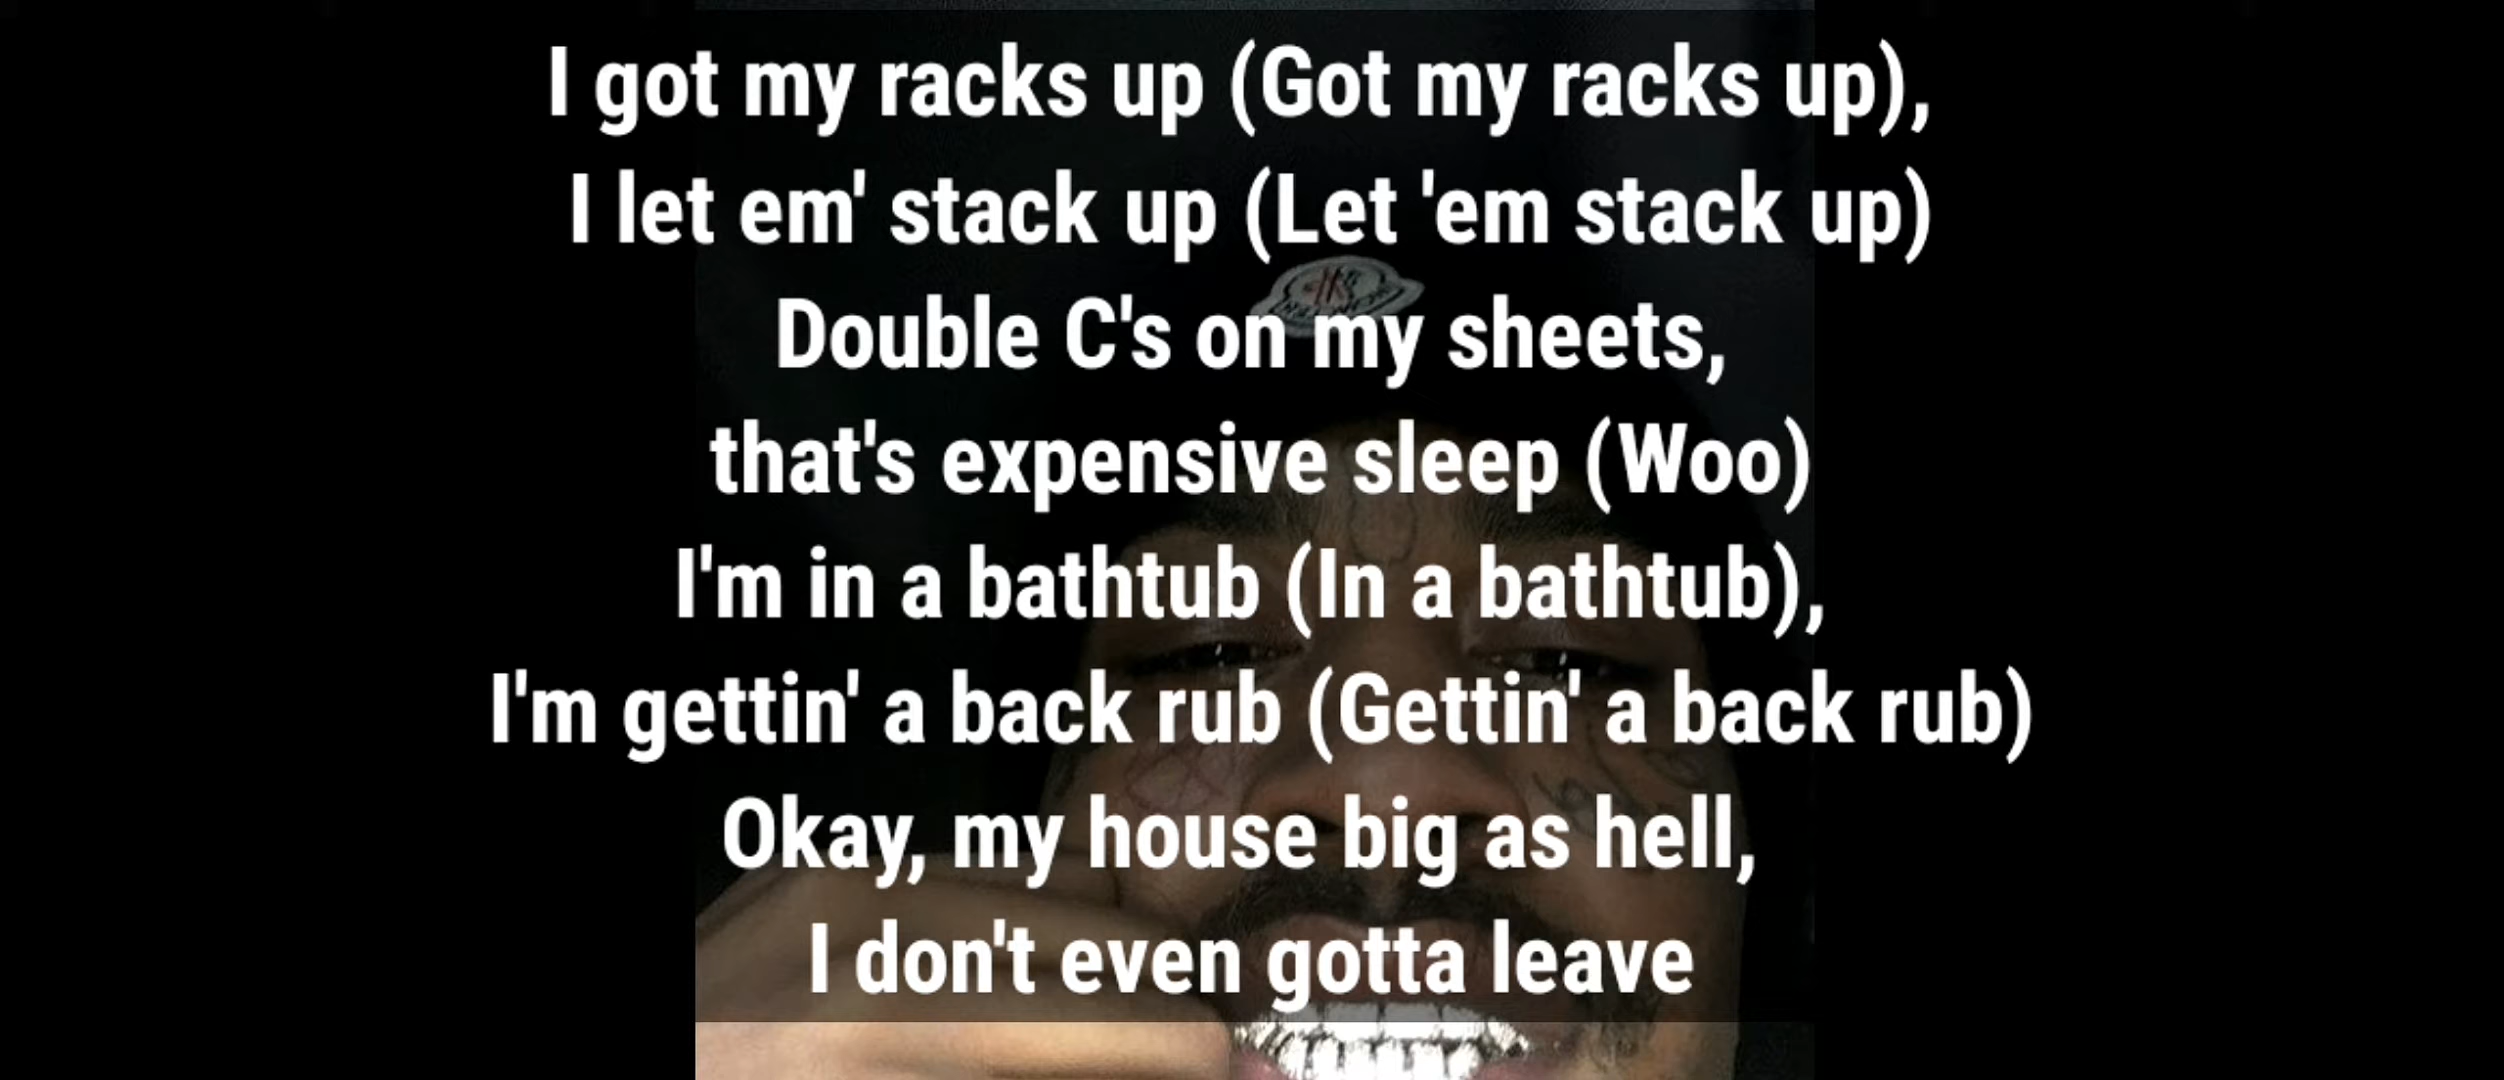 I got my racks up (Got my racks up),
I let em' stack up (Let 'em stack up)
Double C's on my sheets,
that's expensive sleep (Woo)
I'm in a bathtub (In a bathtub),
I'm gettin' a back rub (Gettin' a back rub)
Okay, my house big as hell,
I don't even gotta leave